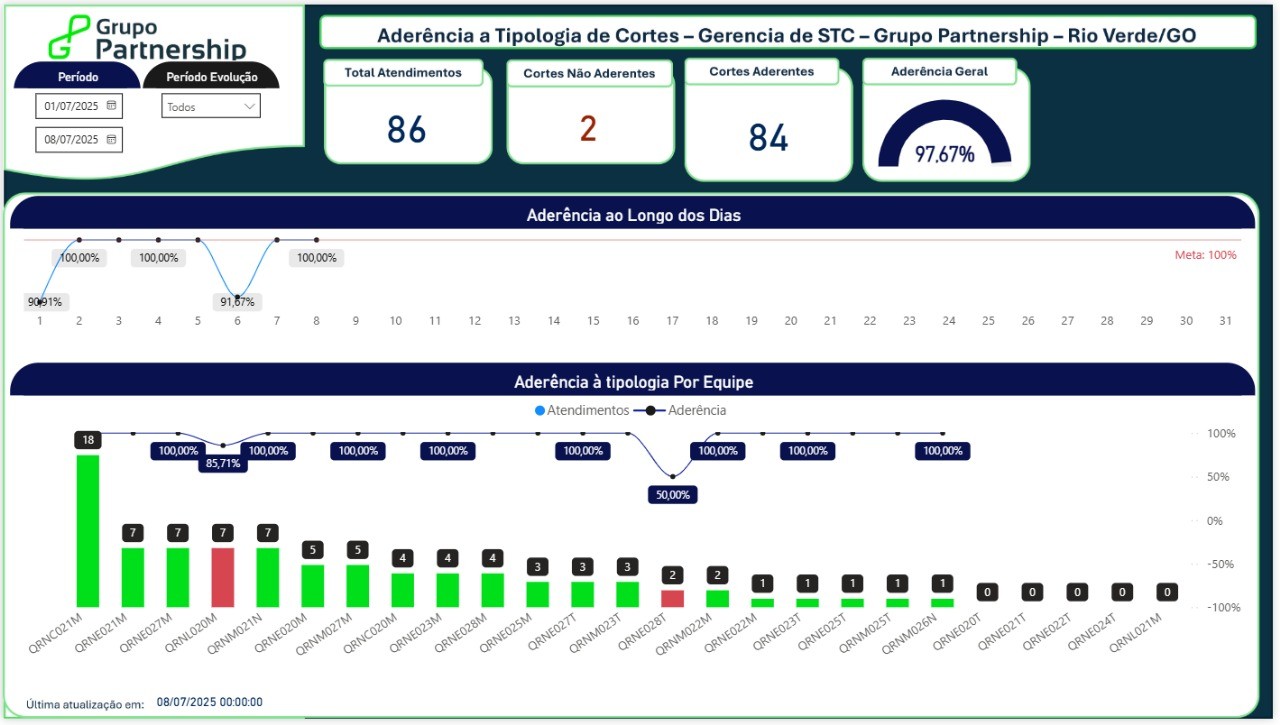 Grupo
Partnership
Aderência a Tipologia de Cortes – Gerencia de STC – Grupo Partnership – Rio Verde/GO
Período
Período Evolução
01/07/2025
Todos
08/07/2025
Total Atendimentos
Cortes Não Aderentes
Cortes Aderentes
Aderência Geral
86
2
84
97,67%
Aderência ao Longo dos Dias
100,00%
100,00%
100,00%
Meta: 100%
90,91%
91,67%
1 2 3 4 5 6 7 8 9 10 11 12 13 14 15 16 17 18 19 20 21 22 23 24 25 26 27 28 29 30 31
Aderência à tipologia Por Equipe
Atendimentos Aderência
18
100,00% 100,00% 100,00% 100,00% 100,00% 100,00% 100,00% 100,00%
85,71%
50,00%
100%
50%
0%
-50%
-100%
7 7 7 7 5 5 4 4 4 3 3 3 2 2 1 1 1 1 1 0 0 0 0 0
QRNC021M QRNE021M QRNE027M QRNL020M QRNM021N QRNE020M QRNM027M QRNC020M QRNE023M QRNE028M QRNE025M QRNE027T QRNM023T QRNE028T QRNM022M QRNE022M QRNE023T QRNE025T QRNM025T QRNM026N QRNE020T QRNE021T QRNE022T QRNE024T QRNL021M
Última atualização em: 08/07/2025 00:00:00